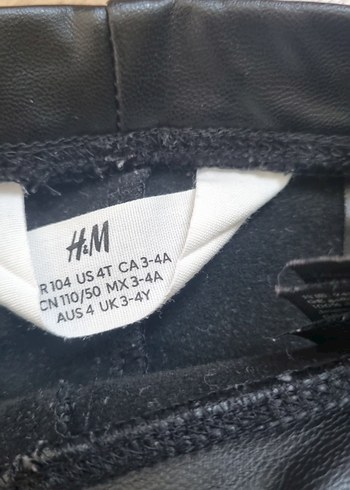 H&M
R 104 US 4T CA 3-4A
CN 110/50 MX 3-4A
AUS 4 UK 3-4Y